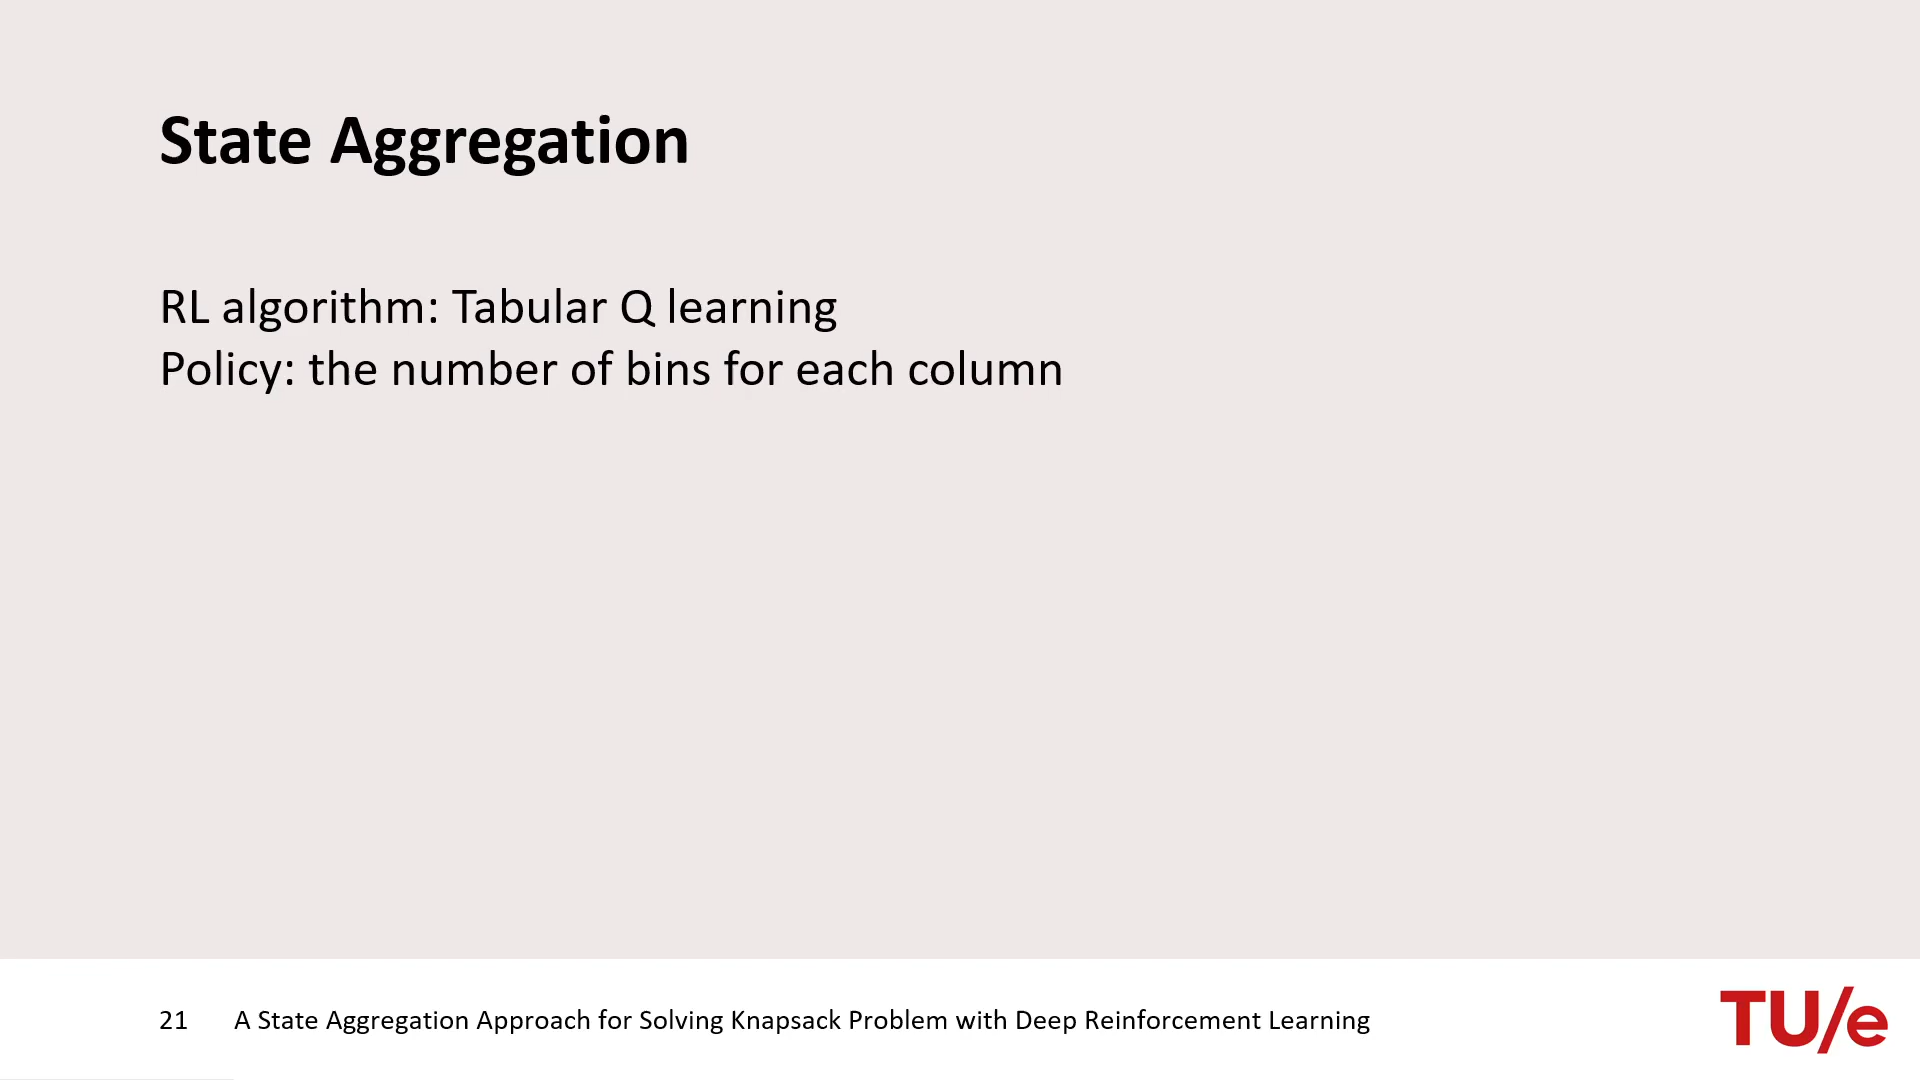 State Aggregation
RL algorithm: Tabular Q learning
Policy: the number of bins for each column
21 A State Aggregation Approach for Solving Knapsack Problem with Deep Reinforcement Learning
TU/e